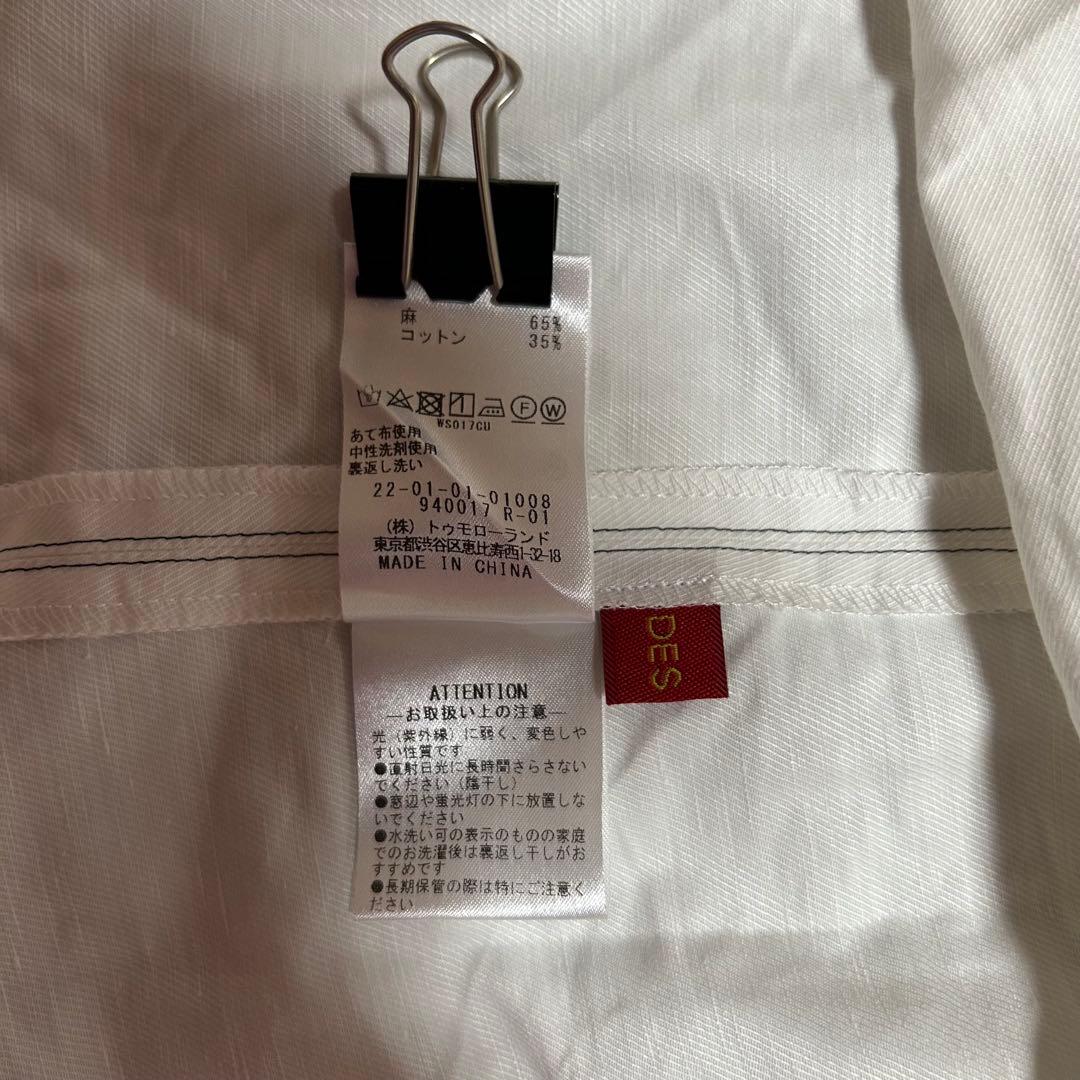 麻 65%
コットン 35%
F W
WS017CU
あて布使用
中性洗剤使用
裏返し洗い
22-01-01-01008
940017 R-01
(株) トゥモローランド
東京都渋谷区恵比寿西1-32-18
MADE IN CHINA
DES
ATTENTION
―お取扱い上の注意―
光(紫外線)に弱く、変色しや
すい性質です
●直射日光に長時間さらさない
でください(陰干し)
●窓辺や蛍光灯の下に放置しな
いでください
●水洗い可の表示のものの家庭
でのお洗濯後は裏返し干しがお
すすめです
●長期保管の際は特にご注意く
ださい